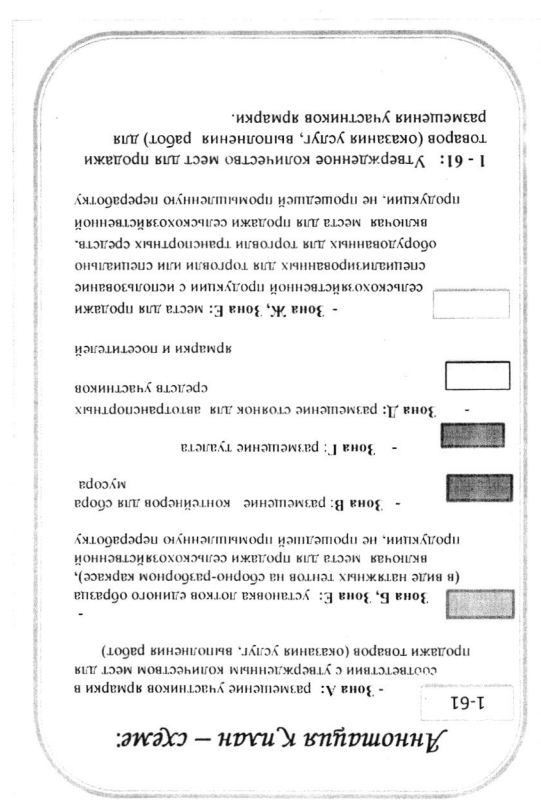 Аннотация К план – схеме:
1-61
- Зона А: размещение участников ярмарки в
соответствии с утвержденным количеством мест для
продажи товаров (оказания услуг, выполнения работ)
-
Зона Б, Зона Е: установка лотков единого образца
(в виде натяжных тентов на сборно-разборном каркасе),
включая места для продажи сельскохозяйственной
продукции, не прошедшей промышленную переработку
- Зона В: размещение контейнеров для сбора
мусора
- Зона Г: размещение туалета
- Зона Д: размещение стоянок для автотранспортных
средств участников
ярмарки и посетителей
- Зона Ж, Зона Е: места для продажи
сельскохозяйственной продукции с использование
специализированных для торговли или специально
оборудованных для торговли транспортных средств,
включая места для продажи сельскохозяйственной
продукции, не прошедшей промышленную переработку
1 - 61: Утвержденное количество мест для продажи
товаров (оказания услуг, выполнения работ) для
размещения участников ярмарки.